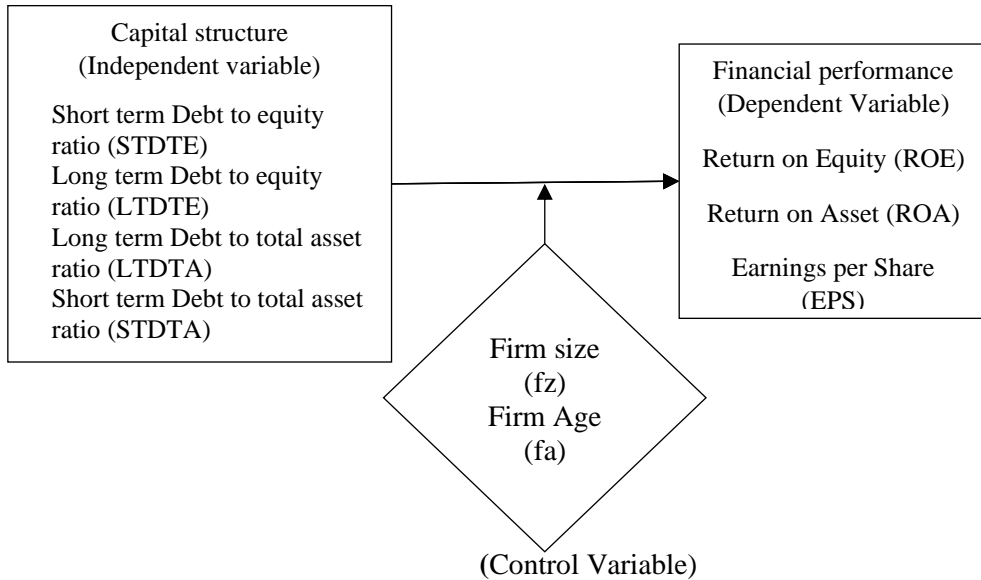 Capital structure
(Independent variable)
Short term Debt to equity
ratio (STDTE)
Long term Debt to equity
ratio (LTDTE)
Long term Debt to total asset
ratio (LTDTA)
Short term Debt to total asset
ratio (STDTA)
Financial performance
(Dependent Variable)
Return on Equity (ROE)
Return on Asset (ROA)
Earnings per Share
(EPS)
Firm size
(fz)
Firm Age
(fa)
(Control Variable)